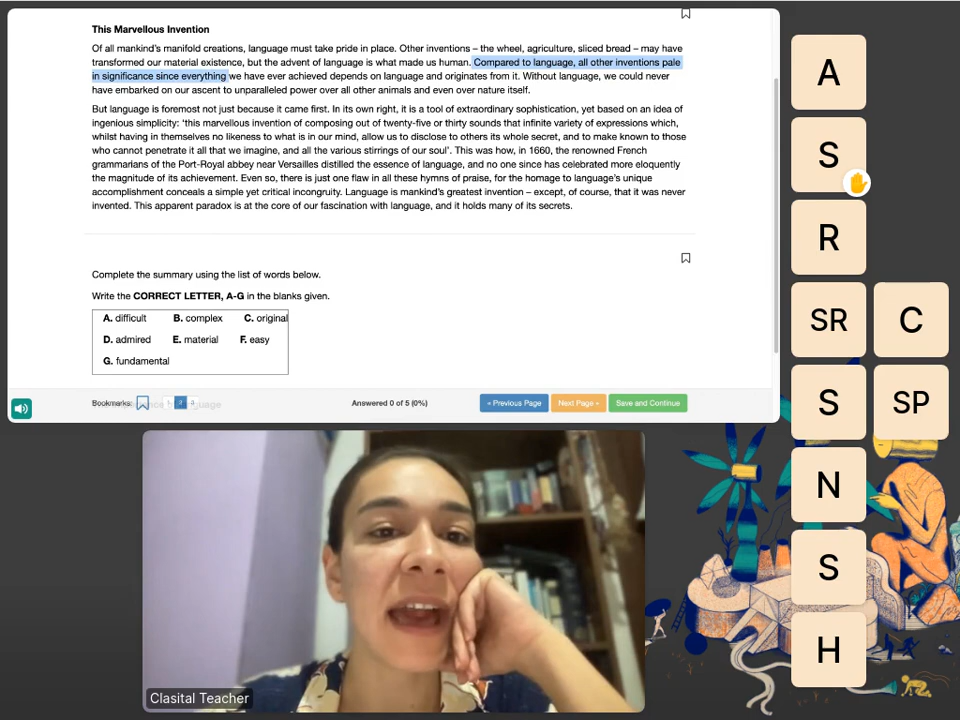 This Marvellous Invention
Of all mankind's manifold creations, language must take pride in place. Other inventions – the wheel, agriculture, sliced bread – may have
transformed our material existence, but the advent of language is what made us human. Compared to language, all other inventions pale
in significance since everything we have ever achieved depends on language and originates from it. Without language, we could never
have embarked on our ascent to unparalleled power over all other animals and even over nature itself.
But language is foremost not just because it came first. In its own right, it is a tool of extraordinary sophistication, yet based on an idea of
ingenious simplicity: 'this marvellous invention of composing out of twenty-five or thirty sounds that infinite variety of expressions which,
whilst having in themselves no likeness to what is in our mind, allow us to disclose to others its whole secret, and to make known to those
who cannot penetrate it all that we imagine, and all the various stirrings of our soul'. This was how, in 1660, the renowned French
grammarians of the Port-Royal abbey near Versailles distilled the essence of language, and no one since has celebrated more eloquently
the magnitude of its achievement. Even so, there is just one flaw in all these hymns of praise, for the homage to language's unique
accomplishment conceals a simple yet critical incongruity. Language is mankind's greatest invention – except, of course, that it was never
invented. This apparent paradox is at the core of our fascination with language, and it holds many of its secrets.
Complete the summary using the list of words below.
Write the CORRECT LETTER, A-G in the blanks given.
A. difficult B. complex C. original
D. admired E. material F. easy
G. fundamental
Bookmarks: 1 2 3 Answered 0 of 5 (0%) « Previous Page Next Page » Save and Continue
Clasital Teacher
A
S
R
SR C
S SP
N
S
H